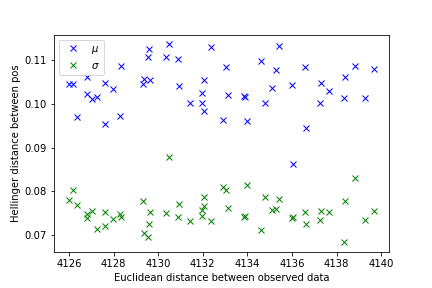 μ
σ
Hellinger distance between pos
0.11
0.10
0.09
0.08
0.07
4126 4128 4130 4132 4134 4136 4138 4140
Euclidean distance between observed data